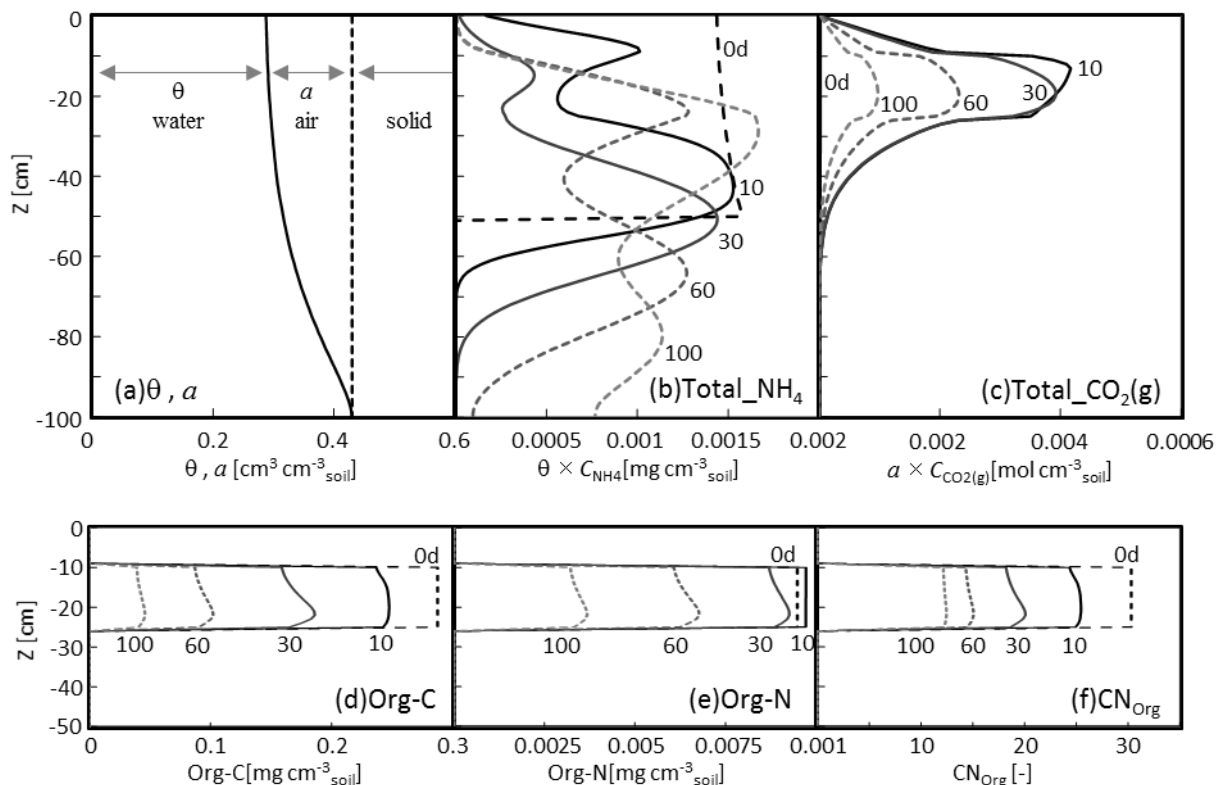 0
-20
-40
-60
-80
-100
Z [cm]
θ
water
a
air
solid
(a)θ , a
0d
10
30
60
100
(b)Total_NH₄
0d
10
30
60
100
(c)Total_CO₂(g)
0 0.2 0.4 0.6 0.0005 0.001 0.0015 0.002 0.002 0.004 0.0006
θ , a [cm³ cm⁻³soil]
θ × C_NH4[mg cm⁻³soil]
a × C_CO2(g)[mol cm⁻³soil]
0
-10
-20
-30
-40
-50
Z [cm]
0d
100 60 30 10
(d)Org-C
0d
100 60 30 10
(e)Org-N
0d
100 60 30 10
(f)CN_Org
0 0.1 0.2 0.3 0.0025 0.005 0.0075 0.001 10 20 30
Org-C[mg cm⁻³soil]
Org-N[mg cm⁻³soil]
CN_Org [-]